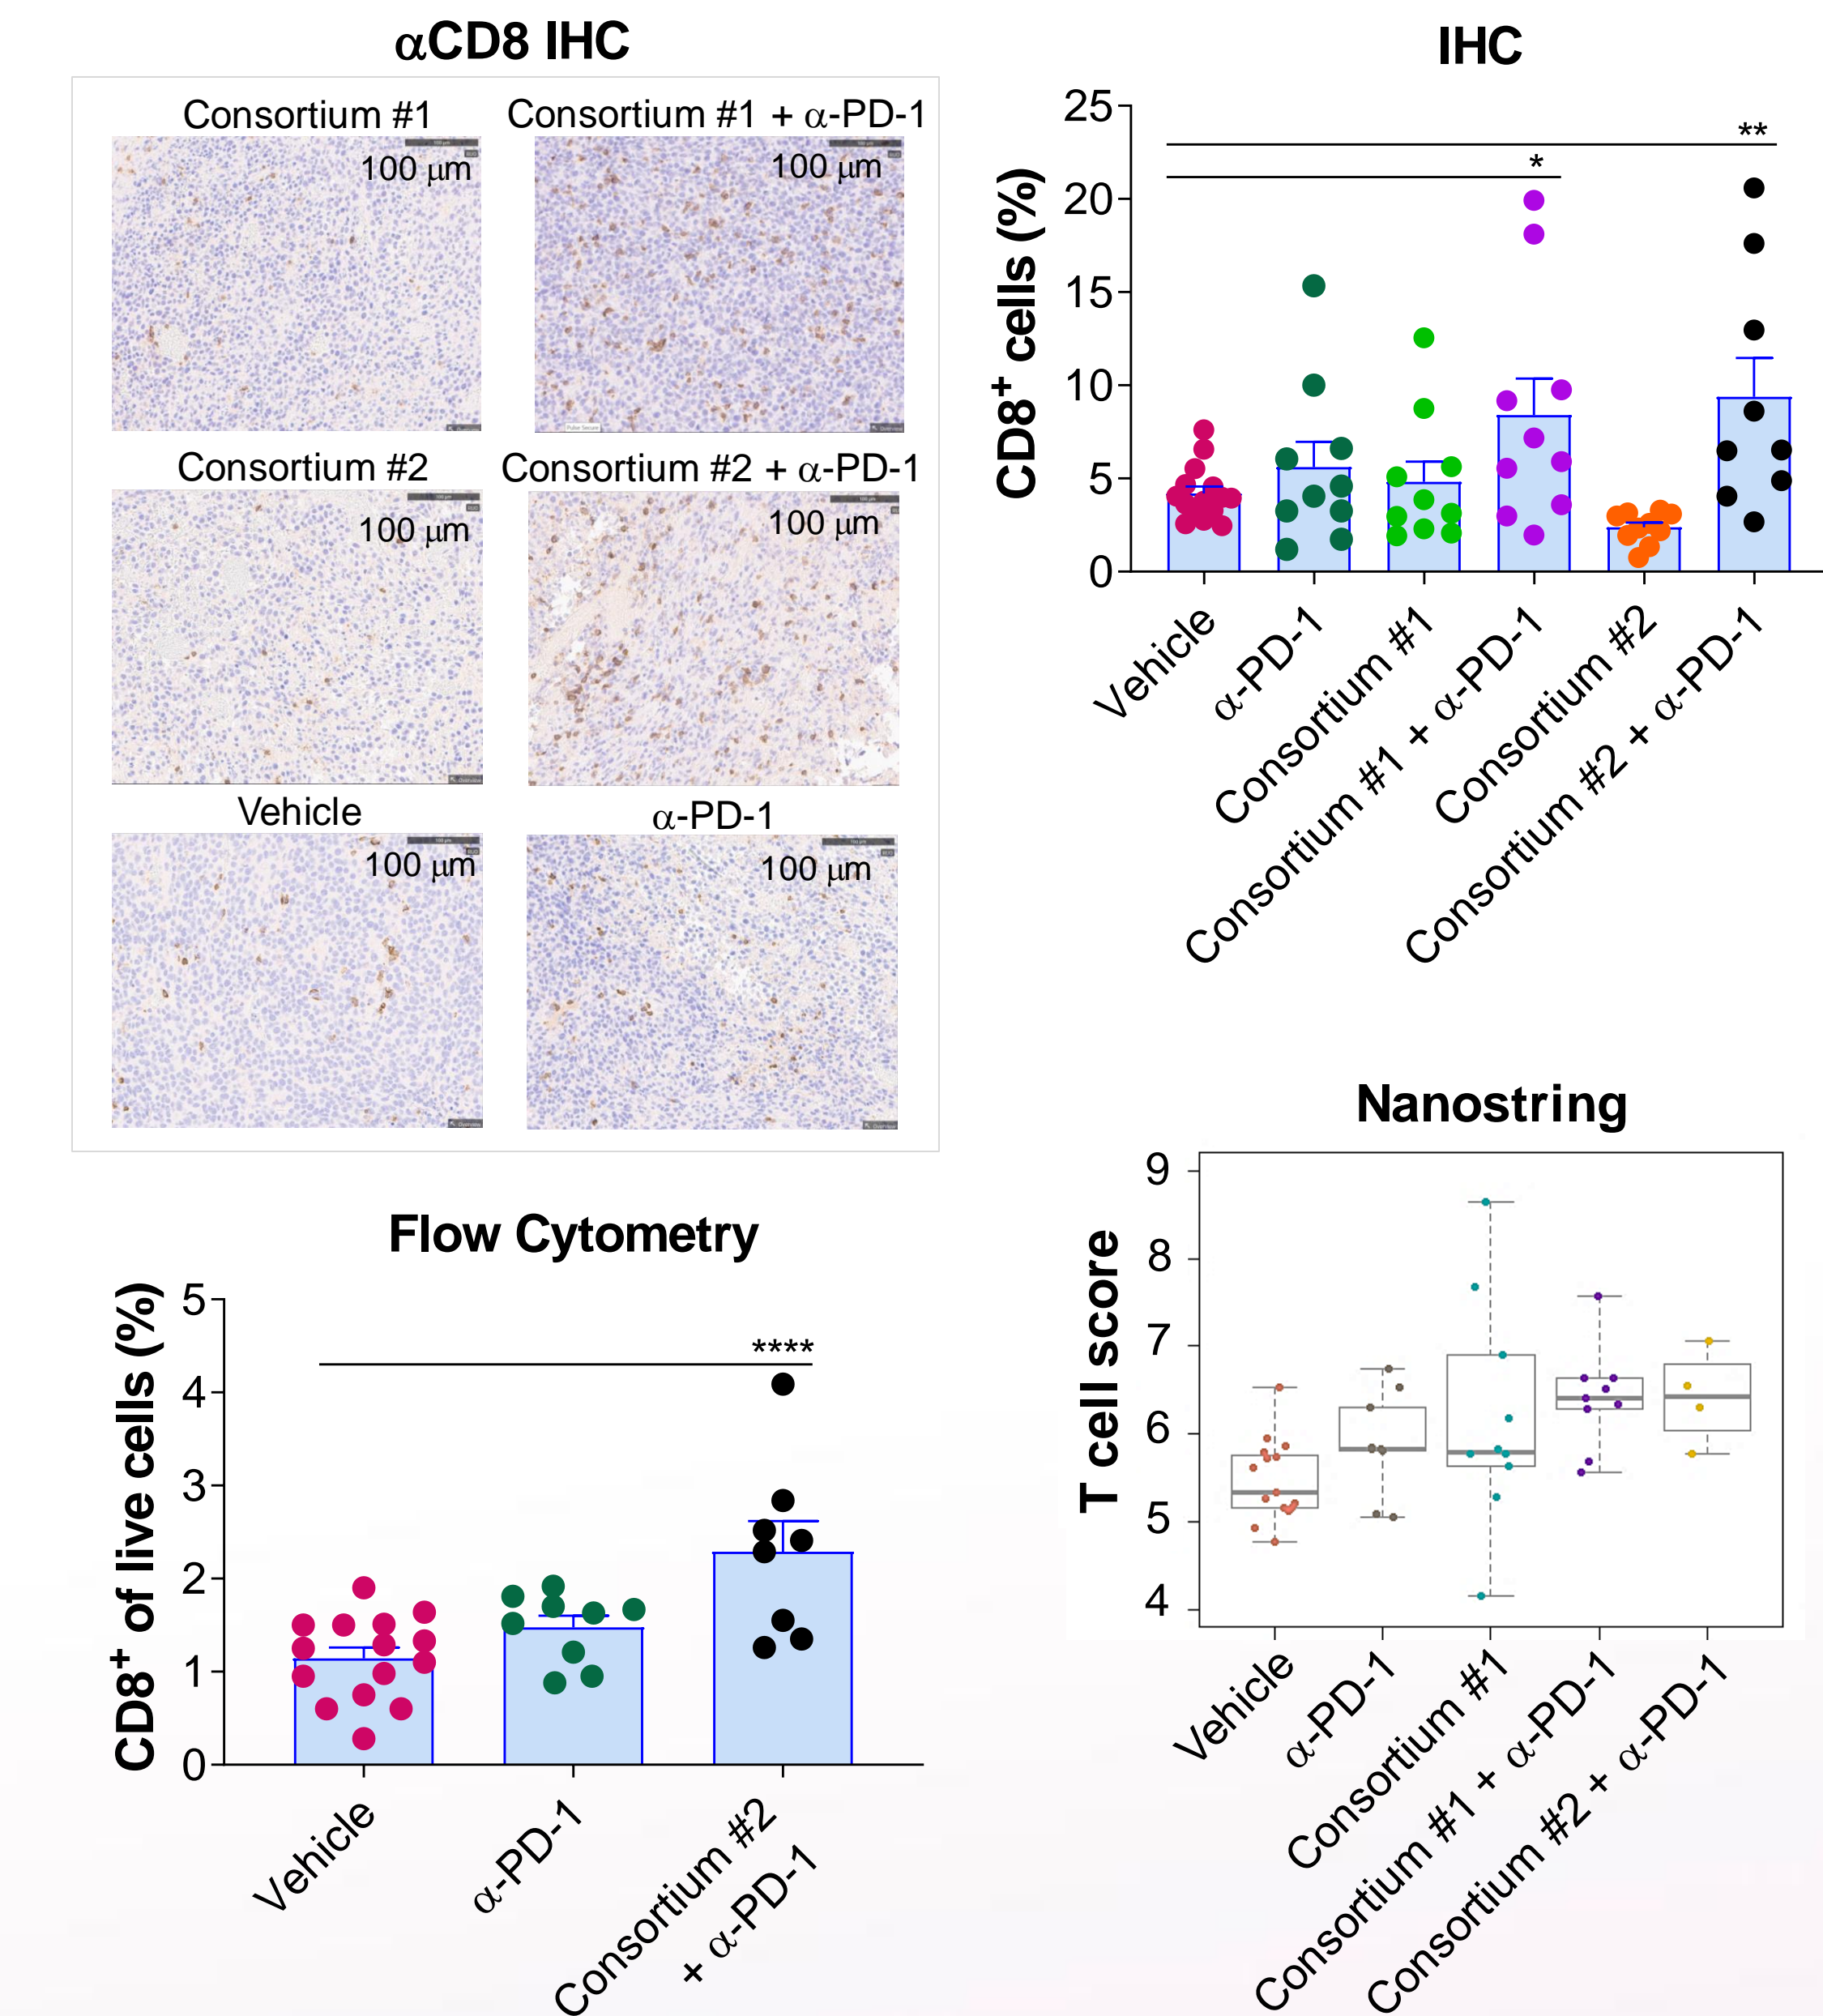 αCD8 IHC
Consortium #1
Consortium #1 + α-PD-1
100 μm
100 μm
Consortium #2
Consortium #2 + α-PD-1
100 μm
100 μm
Vehicle
α-PD-1
100 μm
100 μm
IHC
CD8+ cells (%)
25
20
15
10
5
0
**
*
Vehicle
α-PD-1
Consortium #1
Consortium #1 + α-PD-1
Consortium #2
Consortium #2 + α-PD-1
Flow Cytometry
CD8+ of live cells (%)
5
4
3
2
1
0
****
Vehicle
α-PD-1
Consortium #2
+ α-PD-1
Nanostring
T cell score
9
8
7
6
5
4
Vehicle
α-PD-1
Consortium #1
Consortium #1 + α-PD-1
Consortium #2 + α-PD-1